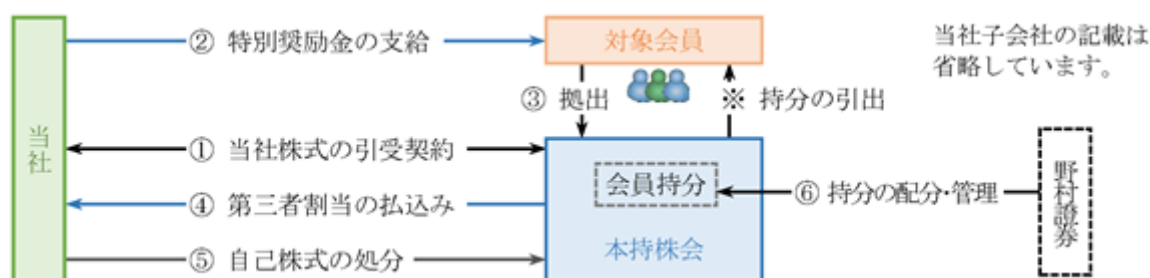 ② 特別奨励金の支給
対象会員
当社子会社の記載は
省略しています。
③ 拠出
※ 持分の引出
当社
① 当社株式の引受契約
会員持分
⑥ 持分の配分・管理
野村證券
④ 第三者割当の払込み
本持株会
⑤ 自己株式の処分